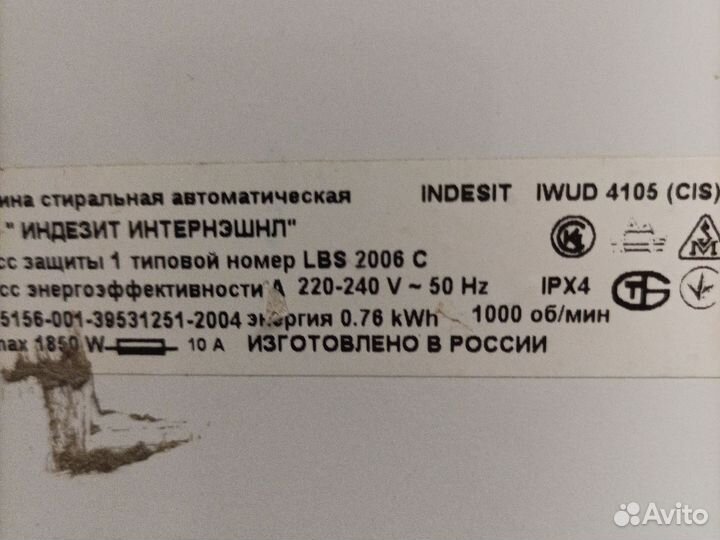 ина стиральная автоматическая INDESIT IWUD 4105 (CIS)
" ИНДЕЗИТ ИНТЕРНЭШНЛ"
сс защиты 1 типовой номер LBS 2006 C
сс энергоэффективности A 220-240 V ~ 50 Hz IPX4
5156-001-39531251-2004 энергия 0.76 kWh 1000 об/мин
max 1850 W 10 A ИЗГОТОВЛЕНО В РОССИИ
Avito